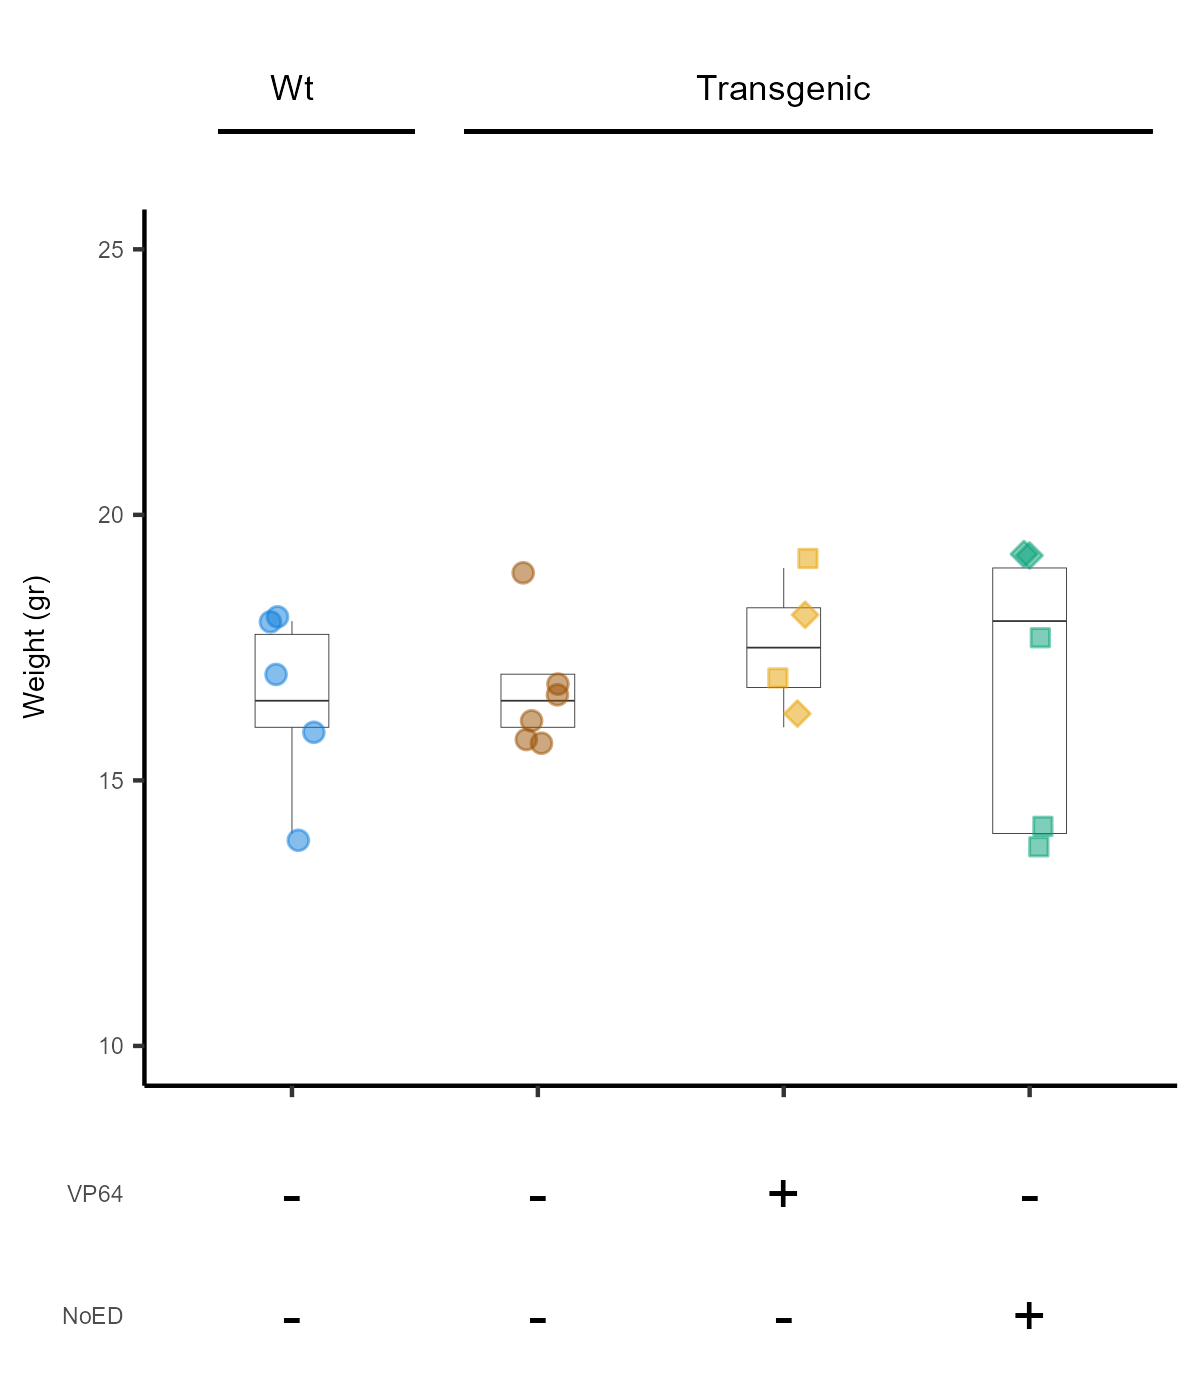 Wt Transgenic
25
20
15
10
Weight (gr)
VP64 - - + -
NoED - - - +